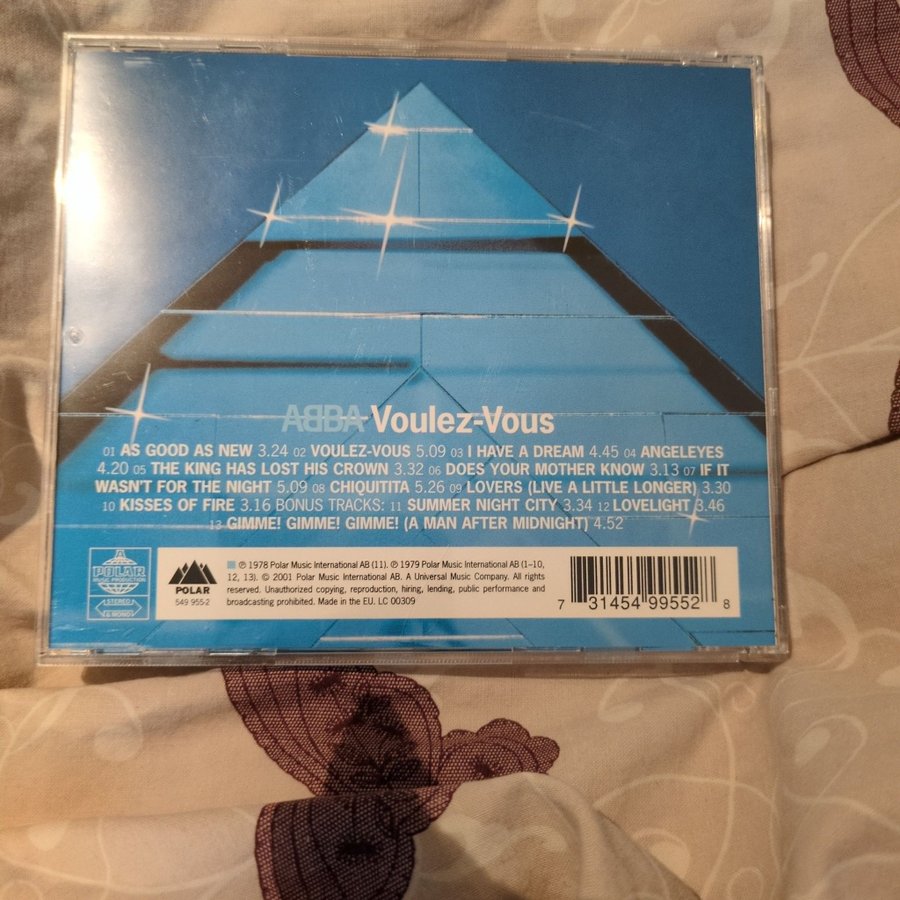 ABBA Voulez-Vous
01 AS GOOD AS NEW 3.24 02 VOULEZ-VOUS 5.09 03 I HAVE A DREAM 4.45 04 ANGELEYES
4.20 05 THE KING HAS LOST HIS CROWN 3.32 06 DOES YOUR MOTHER KNOW 3.13 07 IF IT
WASN'T FOR THE NIGHT 5.09 08 CHIQUITITA 5.26 09 LOVERS (LIVE A LITTLE LONGER) 3.30
10 KISSES OF FIRE 3.16 BONUS TRACKS: 11 SUMMER NIGHT CITY 3.34 12 LOVELIGHT 3.46
13 GIMME! GIMME! GIMME! (A MAN AFTER MIDNIGHT) 4.52
A
POLAR
MUSIC PRODUCTION
STEREO
MONO
POLAR
549 955-2
℗ 1978 Polar Music International AB (11). ℗ 1979 Polar Music International AB (1–10,
12, 13). © 2001 Polar Music International AB. A Universal Music Company. All rights
reserved. Unauthorized copying, reproduction, hiring, lending, public performance and
broadcasting prohibited. Made in the EU. LC 00309
7 31454 99552 8